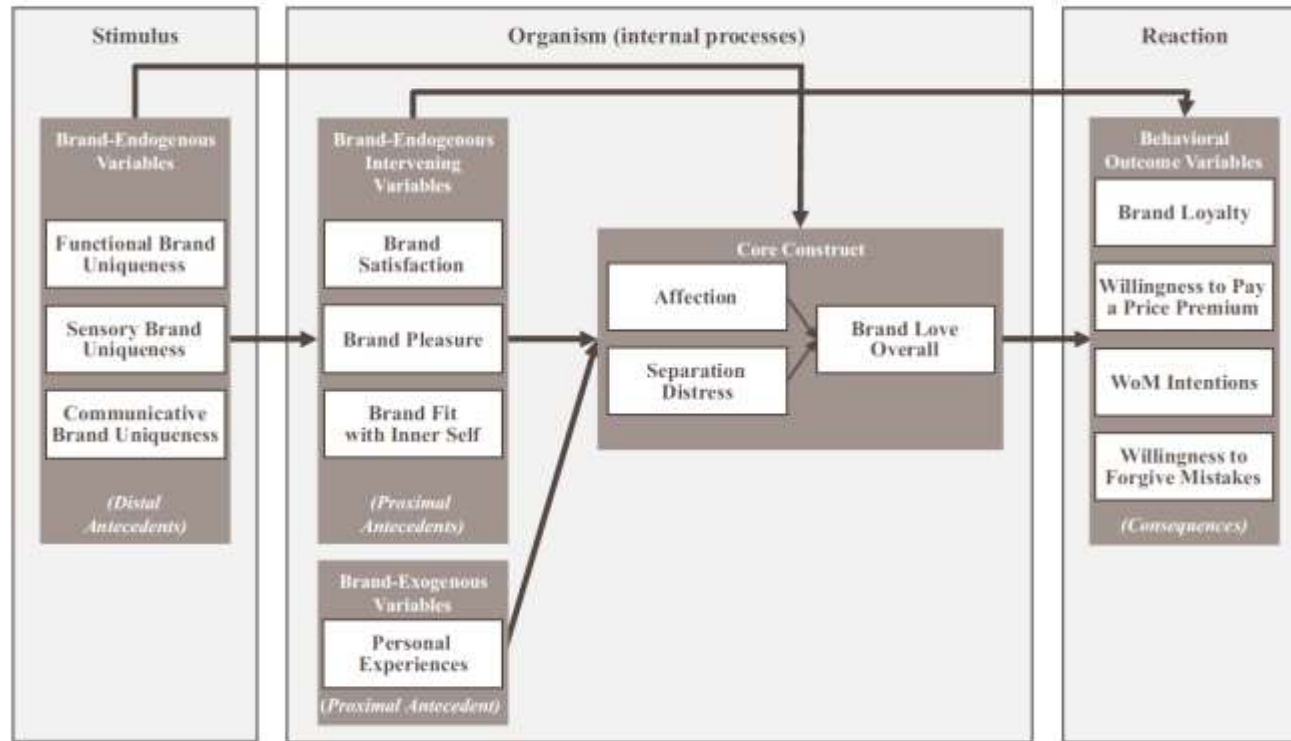 Stimulus
Organism (internal processes)
Reaction
Brand-Endogenous
Variables
Functional Brand
Uniqueness
Sensory Brand
Uniqueness
Communicative
Brand Uniqueness
(Distal
Antecedents)
Brand-Endogenous
Intervening
Variables
Brand
Satisfaction
Brand Pleasure
Brand Fit
with Inner Self
(Proximal
Antecedents)
Brand-Exogenous
Variables
Personal
Experiences
(Proximal Antecedent)
Core Construct
Affection
Separation
Distress
Brand Love
Overall
Behavioral
Outcome Variables
Brand Loyalty
Willingness to Pay
a Price Premium
WoM Intentions
Willingness to
Forgive Mistakes
(Consequences)